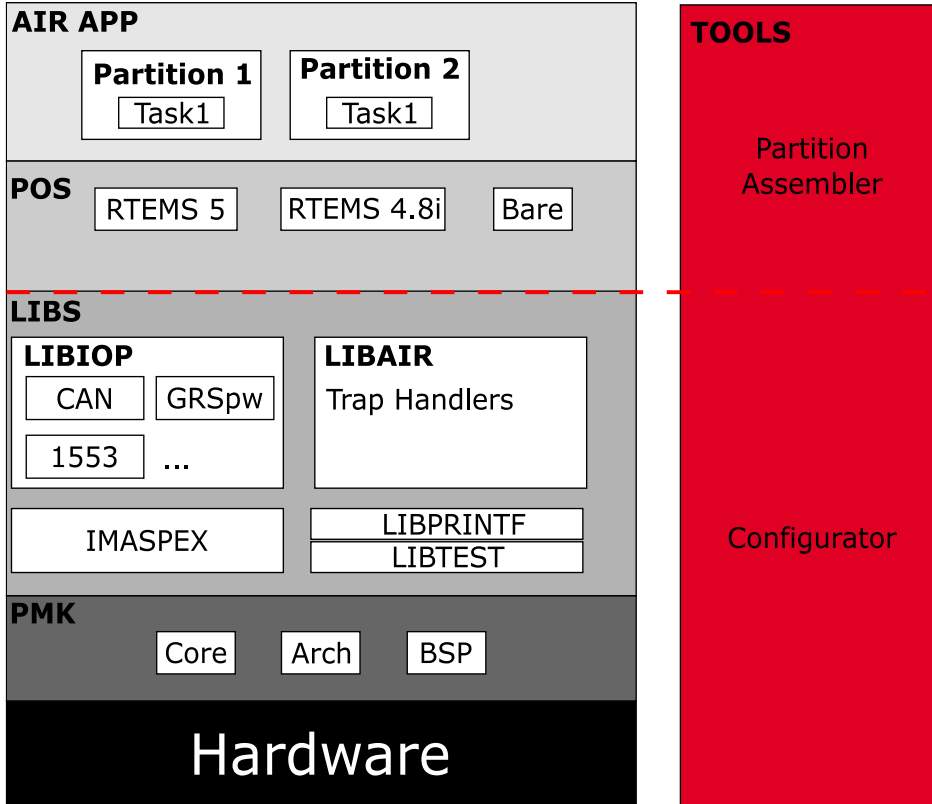 AIR APP
Partition 1
Task1
Partition 2
Task1
POS
RTEMS 5
RTEMS 4.8i
Bare
LIBS
LIBIOP
CAN
GRSpw
1553
...
LIBAIR
Trap Handlers
IMASPEX
LIBPRINTF
LIBTEST
PMK
Core
Arch
BSP
Hardware
TOOLS
Partition
Assembler
Configurator